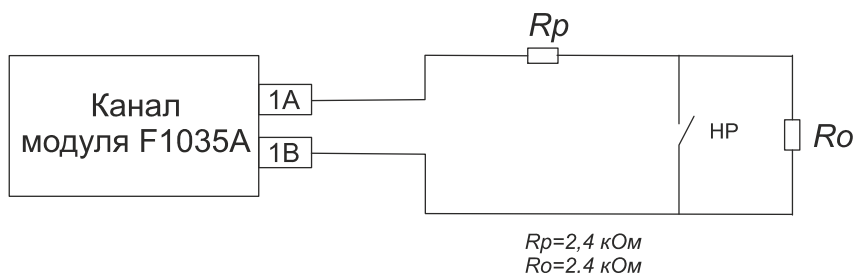 Rp
Канал
модуля F1035A
1A
1B
HP
Ro
Rp=2,4 кОм
Ro=2,4 кОм